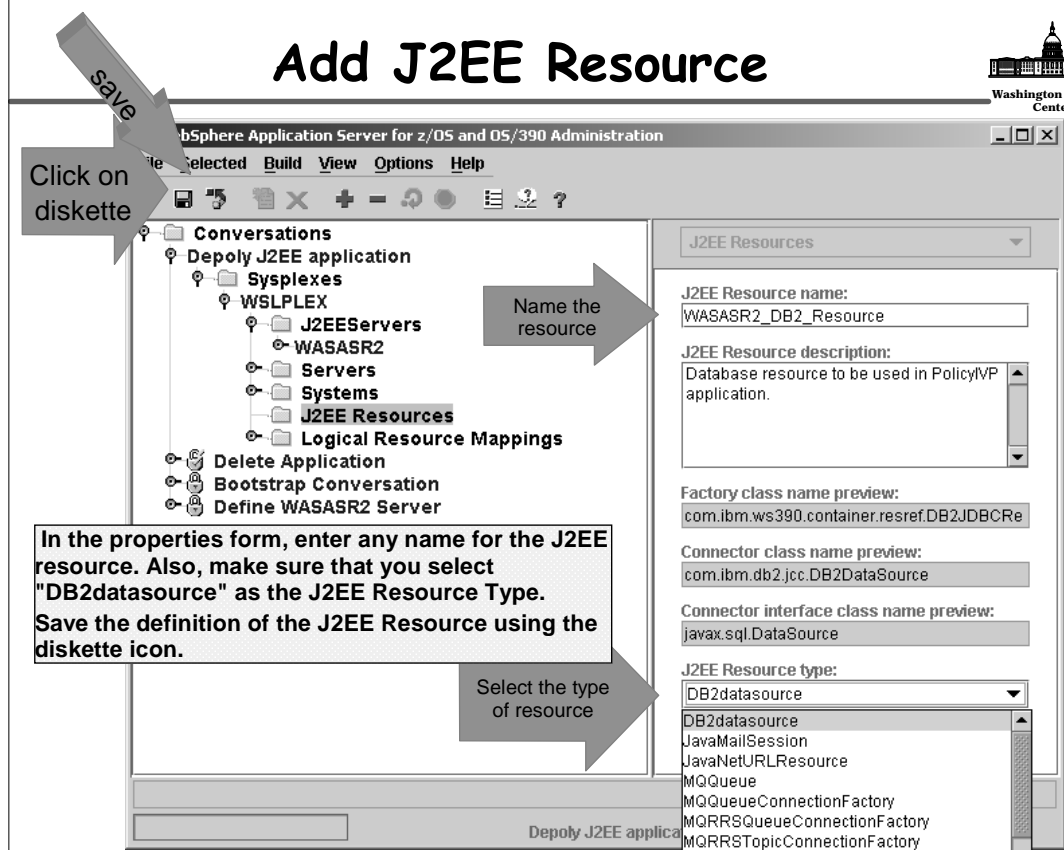 Add J2EE Resource
Washington
Cente
save
Click on
diskette
bSphere Application Server for z/OS and OS/390 Administration
ile Selected Build View Options Help
Conversations
Depoly J2EE application
Sysplexes
WSLPLEX
J2EEServers
WASASR2
Servers
Systems
J2EE Resources
Logical Resource Mappings
Delete Application
Bootstrap Conversation
Define WASASR2 Server
In the properties form, enter any name for the J2EE
resource. Also, make sure that you select
"DB2datasource" as the J2EE Resource Type.
Save the definition of the J2EE Resource using the
diskette icon.
Name the
resource
Select the type
of resource
J2EE Resources
J2EE Resource name:
WASASR2_DB2_Resource
J2EE Resource description:
Database resource to be used in PolicyIVP
application.
Factory class name preview:
com.ibm.ws390.container.resref.DB2JDBCRe
Connector class name preview:
com.ibm.db2.jcc.DB2DataSource
Connector interface class name preview:
javax.sql.DataSource
J2EE Resource type:
DB2datasource
DB2datasource
JavaMailSession
JavaNetURLResource
MQQueue
MQQueueConnectionFactory
MQRRSQueueConnectionFactory
MQRRSTopicConnectionFactory
Depoly J2EE applica